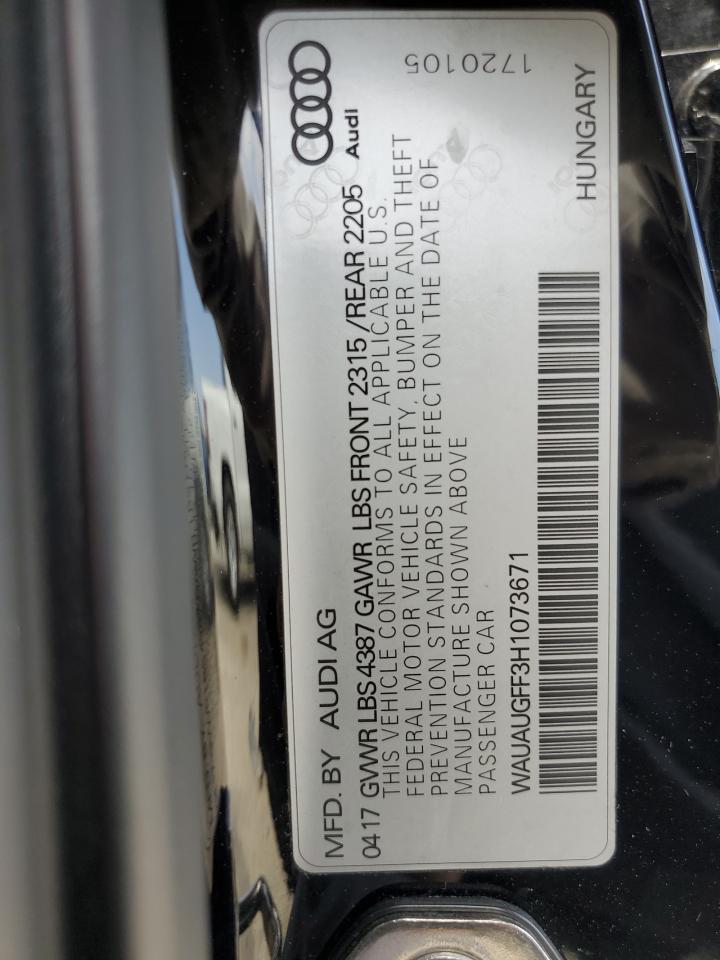 MFD. BY AUDI AG
0417 GVWR LBS 4387 GAWR LBS FRONT 2315 /REAR 2205
THIS VEHICLE CONFORMS TO ALL APPLICABLE U.S.
FEDERAL MOTOR VEHICLE SAFETY, BUMPER AND THEFT
PREVENTION STANDARDS IN EFFECT ON THE DATE OF
MANUFACTURE SHOWN ABOVE
PASSENGER CAR
WAUAUGFF3H1073671
Audi
HUNGARY
1720105